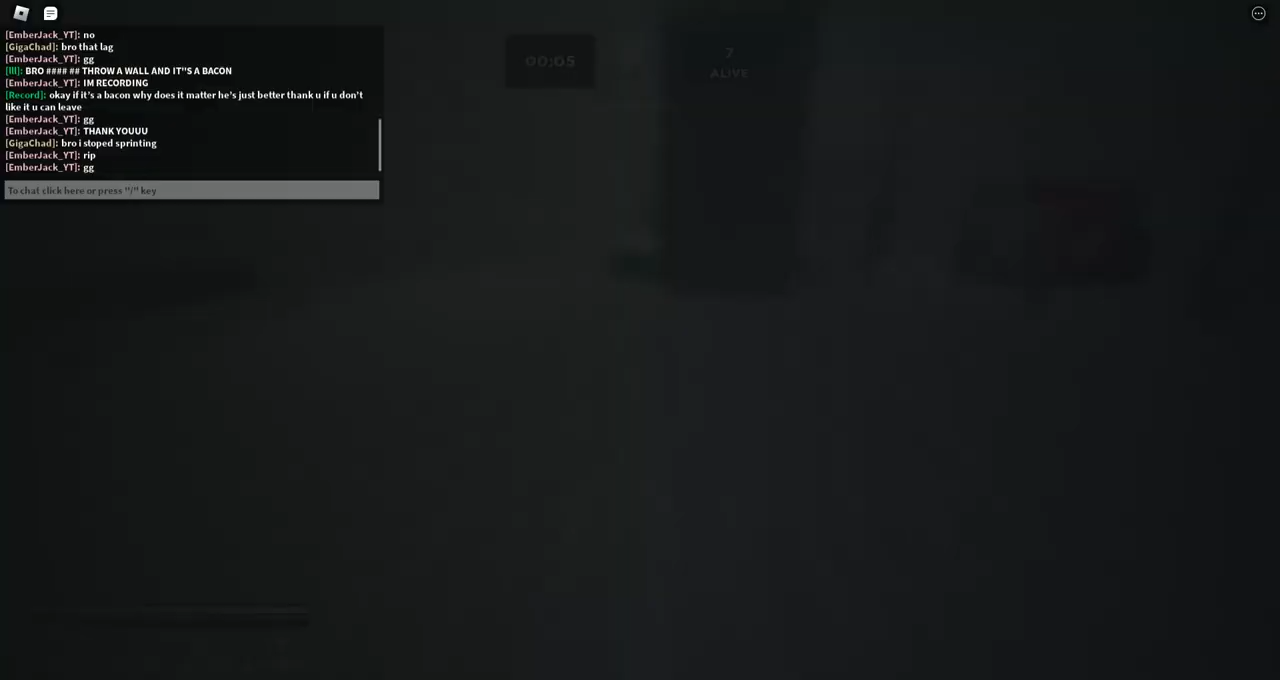 [EmberJack_YT]: no
[GigaChad]: bro that lag
[EmberJack_YT]: gg
[lll]: BRO #### ## THROW A WALL AND IT''S A BACON
[EmberJack_YT]: IM RECORDING
[Record]: okay if it's a bacon why does it matter he's just better thank u if u don't
like it u can leave
[EmberJack_YT]: gg
[EmberJack_YT]: THANK YOUUU
[GigaChad]: bro i stoped sprinting
[EmberJack_YT]: rip
[EmberJack_YT]: gg
To chat click here or press "/" key
00:05
7
ALIVE